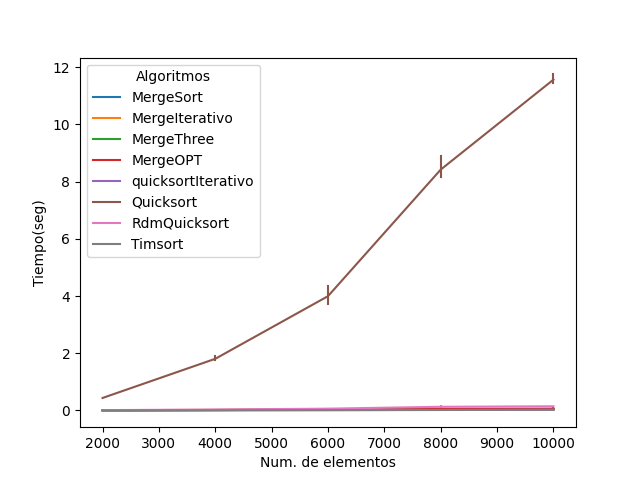 12
10
8
6
4
2
0
Tiempo(seg)
Algoritmos
MergeSort
MergeIterativo
MergeThree
MergeOPT
quicksortIterativo
Quicksort
RdmQuicksort
Timsort
2000 3000 4000 5000 6000 7000 8000 9000 10000
Num. de elementos